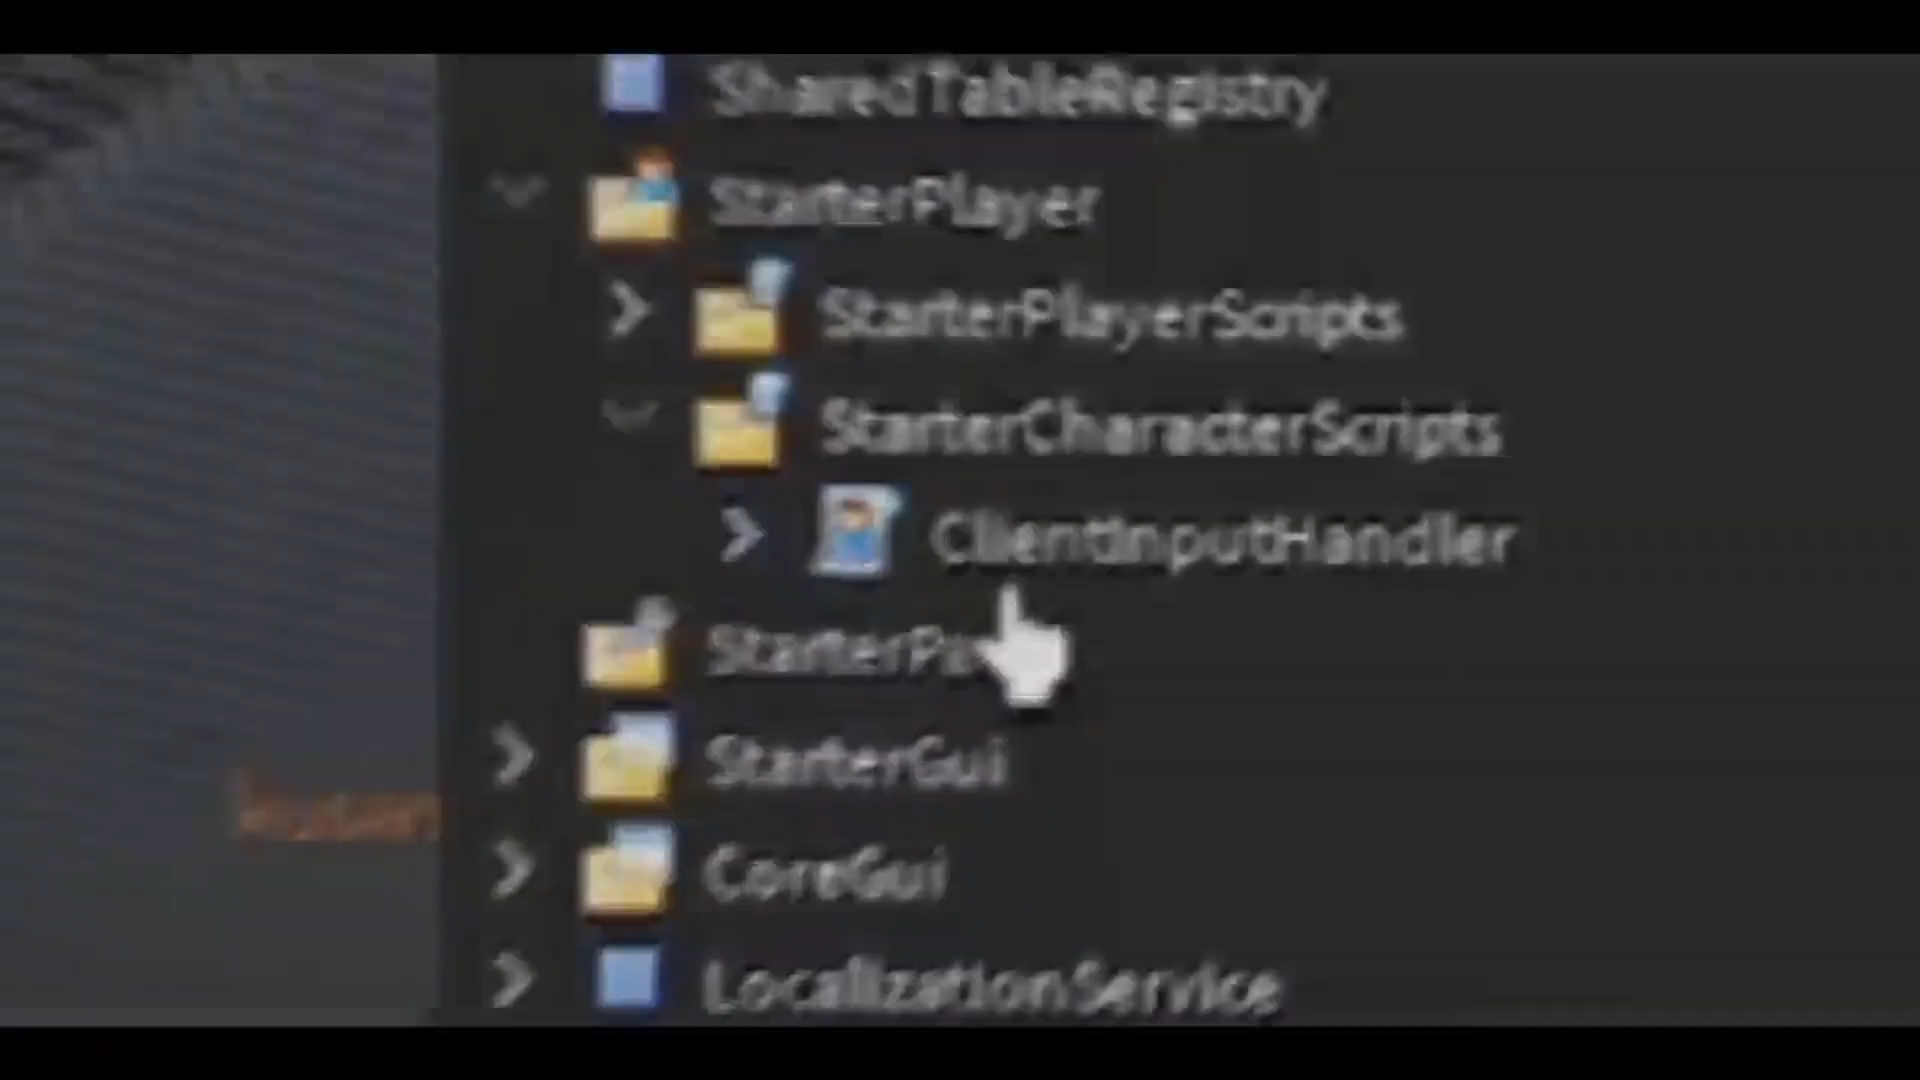 SharedTableRegistry
StarterPlayer
StarterPlayerScripts
StarterCharacterScripts
ClientInputHandler
StarterGui
CoreGui
LocalizationService